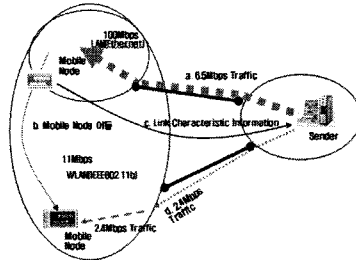 100Mbps
LAN(Ethernet)
Mobile
Node
a. 6.5Mbps Traffic
c. Link Characteristic Information
Sender
b. Mobile Node
11Mbps
WLAN(IEEE802.11b)
d. 2.4Mbps
Traffic
2.4Mbps Traffic
Mobile
Node